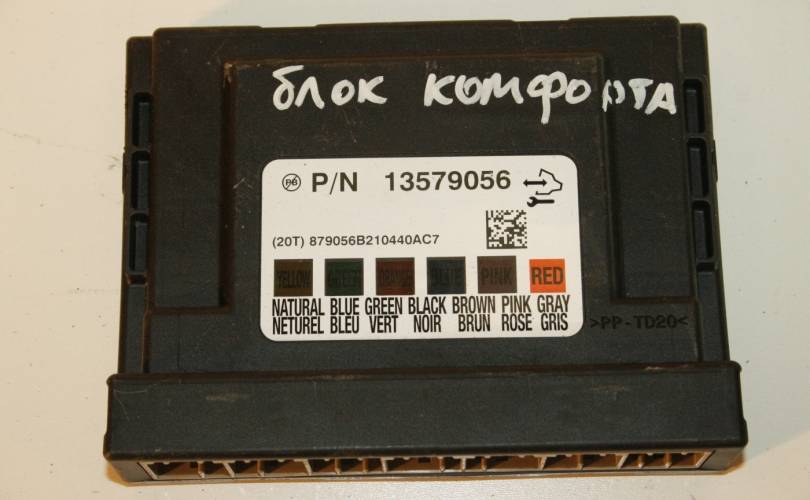 блок комфорта
P/N 13579056
(20T) 879056B210440AC7
YELLOW GREEN ORANGE BLUE PINK RED
NATURAL BLUE GREEN BLACK BROWN PINK GRAY
NETUREL BLEU VERT NOIR BRUN ROSE GRIS
>PP-TD20<